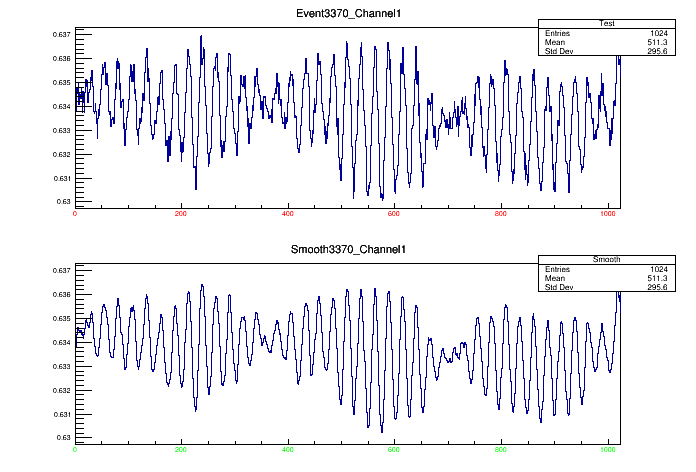 Event3370_Channel1
Test
Entries 1024
Mean 511.3
Std Dev 295.6
0.637
0.636
0.635
0.634
0.633
0.632
0.631
0.63
0 200 400 600 800 1000
Smooth3370_Channel1
Smooth
Entries 1024
Mean 511.3
Std Dev 295.6
0.637
0.636
0.635
0.634
0.633
0.632
0.631
0.63
0 200 400 600 800 1000